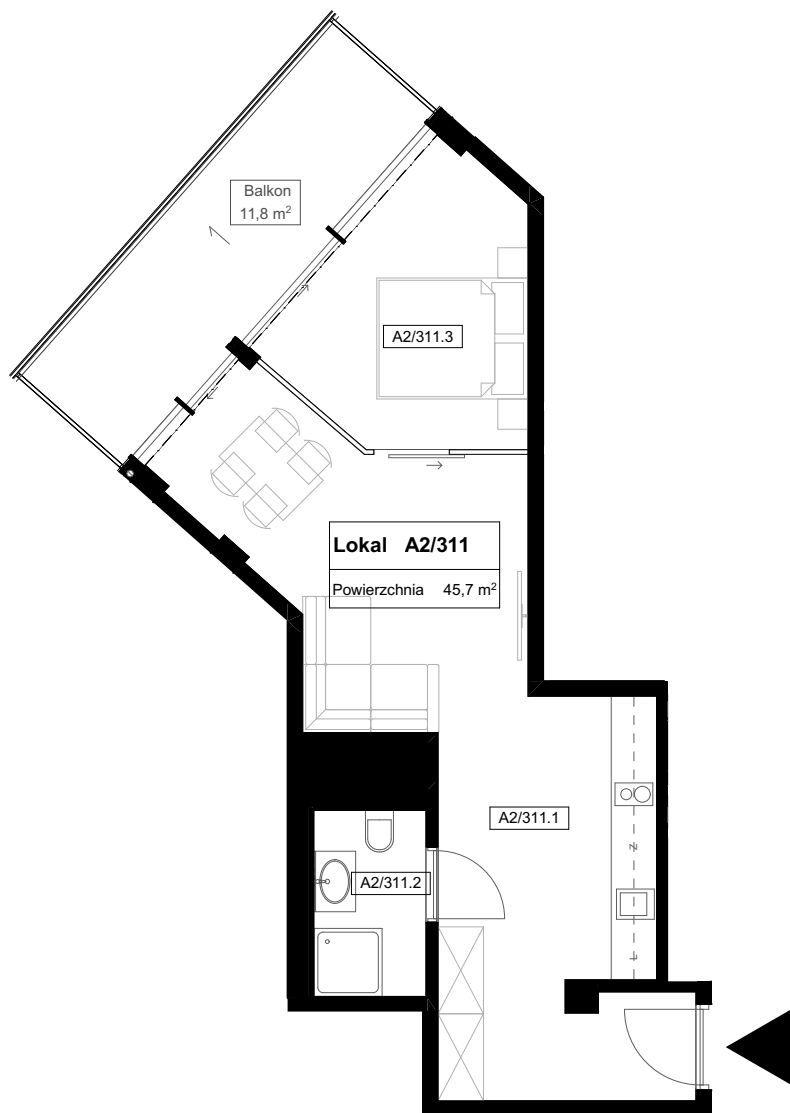 Balkon
11,8 m²
A2/311.3
Lokal A2/311
Powierzchnia 45,7 m²
A2/311.1
A2/311.2